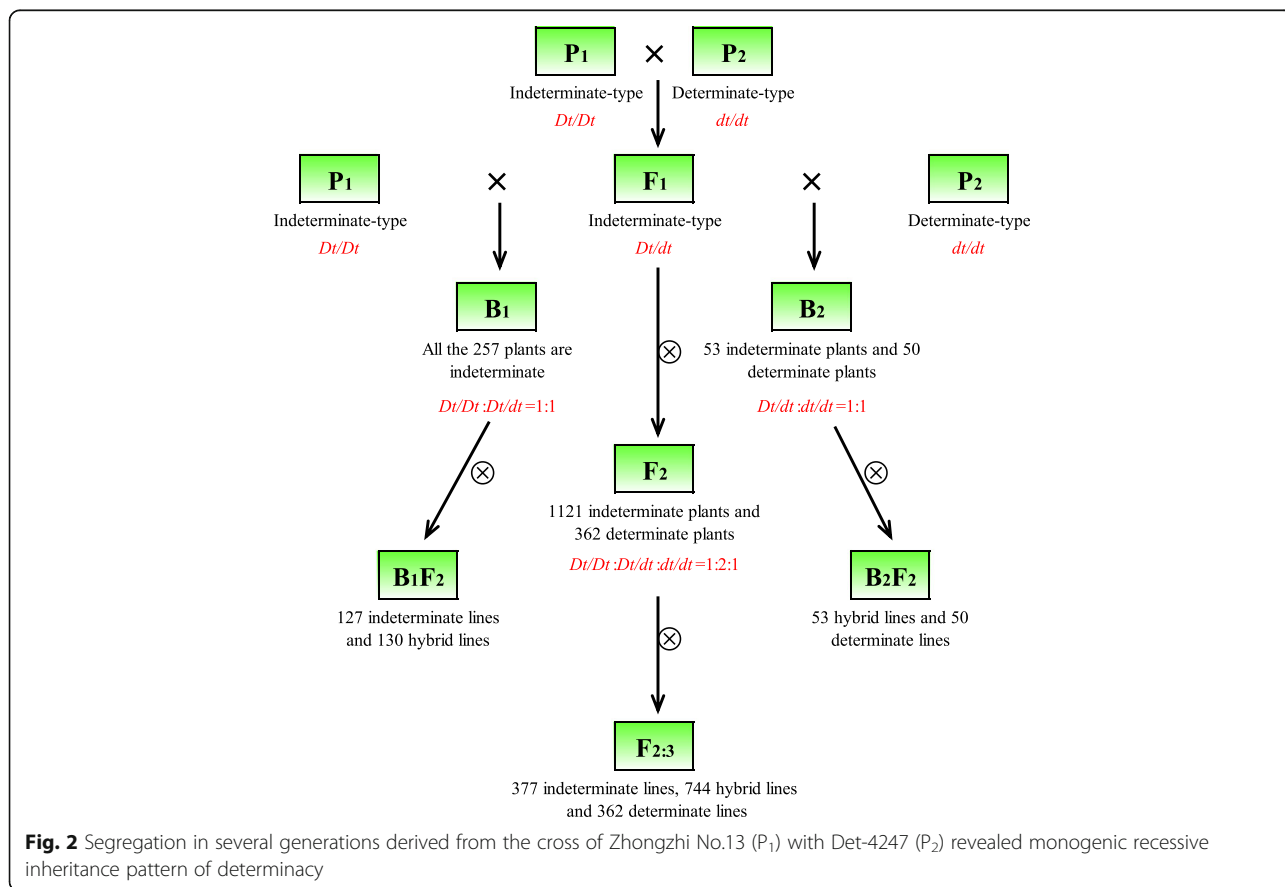 P1 × P2
Indeterminate-type Determinate-type
Dt/Dt dt/dt
P1 × F1 × P2
Indeterminate-type Indeterminate-type Determinate-type
Dt/Dt Dt/dt dt/dt
B1 B2
All the 257 plants are
indeterminate
53 indeterminate plants and 50
determinate plants
Dt/Dt :Dt/dt =1:1
Dt/dt :dt/dt =1:1
F2
1121 indeterminate plants and
362 determinate plants
Dt/Dt :Dt/dt :dt/dt =1:2:1
B1F2
127 indeterminate lines
and 130 hybrid lines
B2F2
53 hybrid lines and 50
determinate lines
F2:3
377 indeterminate lines, 744 hybrid lines
and 362 determinate lines
Fig. 2 Segregation in several generations derived from the cross of Zhongzhi No.13 (P1) with Det-4247 (P2) revealed monogenic recessive
inheritance pattern of determinacy